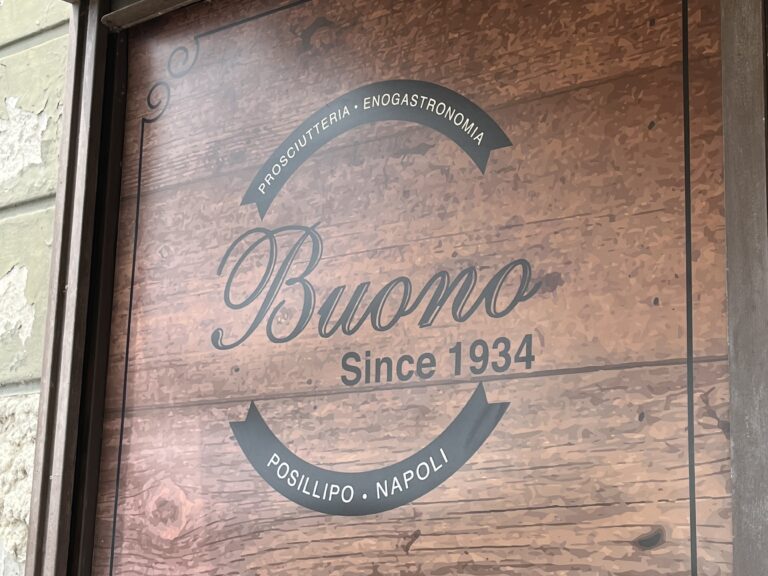 PROSCIUTTERIA • ENOGASTRONOMIA
Buono
Since 1934
POSILLIPO • NAPOLI